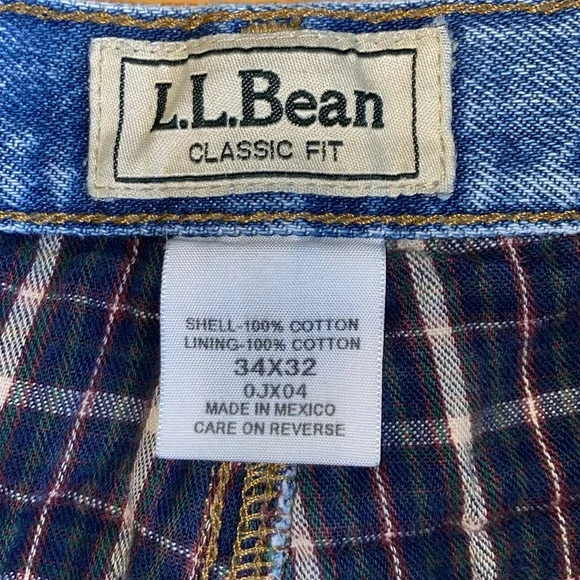 L.L.Bean
CLASSIC FIT
SHELL-100% COTTON
LINING-100% COTTON
34X32
0JX04
MADE IN MEXICO
CARE ON REVERSE